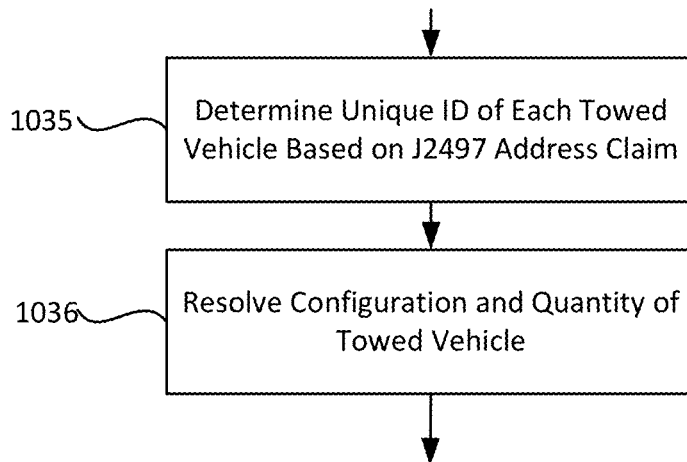 1035
Determine Unique ID of Each Towed
Vehicle Based on J2497 Address Claim
1036
Resolve Configuration and Quantity of
Towed Vehicle